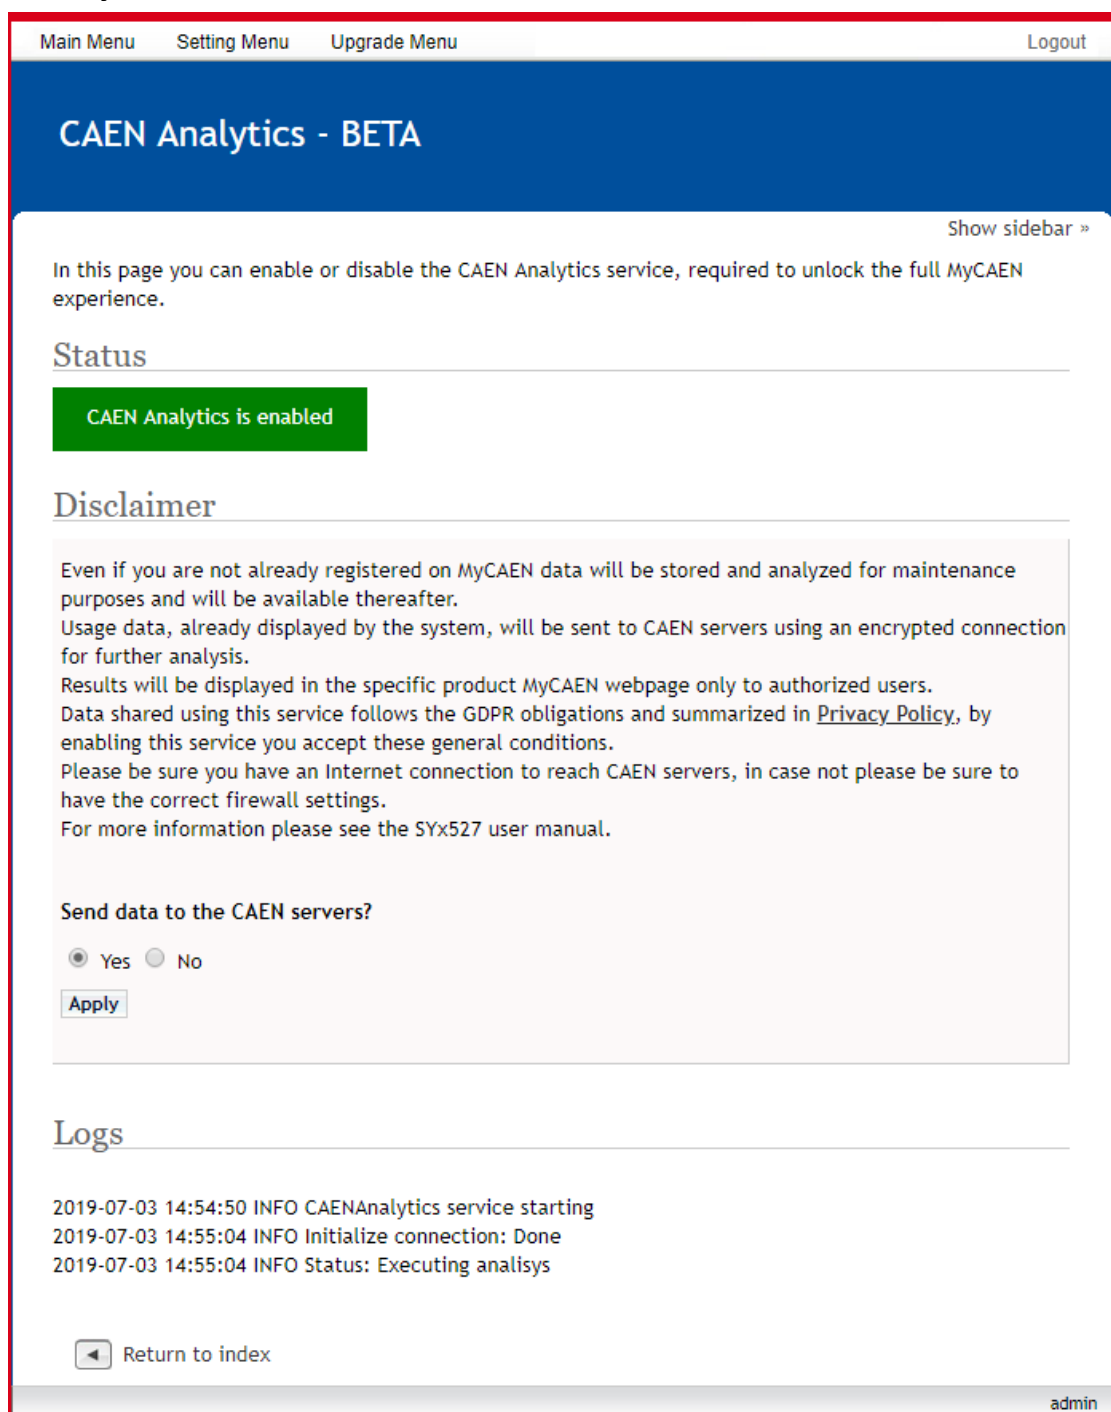 Main Menu Setting Menu Upgrade Menu Logout
CAEN Analytics - BETA
Show sidebar »
In this page you can enable or disable the CAEN Analytics service, required to unlock the full MyCAEN
experience.
Status
CAEN Analytics is enabled
Disclaimer
Even if you are not already registered on MyCAEN data will be stored and analyzed for maintenance
purposes and will be available thereafter.
Usage data, already displayed by the system, will be sent to CAEN servers using an encrypted connection
for further analysis.
Results will be displayed in the specific product MyCAEN webpage only to authorized users.
Data shared using this service follows the GDPR obligations and summarized in Privacy Policy, by
enabling this service you accept these general conditions.
Please be sure you have an Internet connection to reach CAEN servers, in case not please be sure to
have the correct firewall settings.
For more information please see the SYx527 user manual.
Send data to the CAEN servers?
Yes No
Apply
Logs
2019-07-03 14:54:50 INFO CAENAnalytics service starting
2019-07-03 14:55:04 INFO Initialize connection: Done
2019-07-03 14:55:04 INFO Status: Executing analisys
Return to index
admin